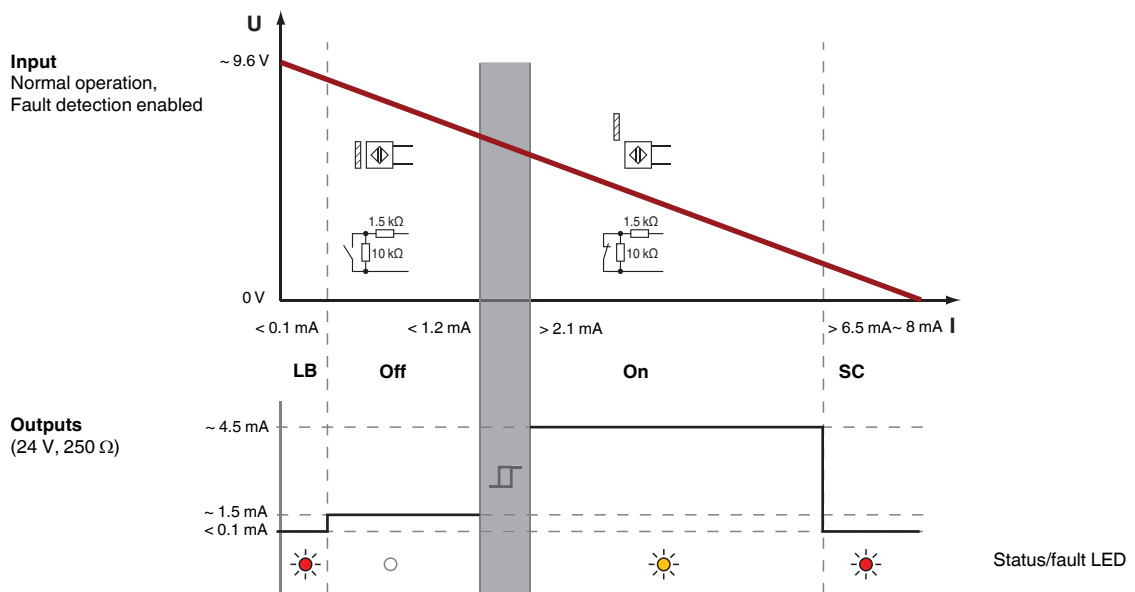 U
Input
Normal operation,
Fault detection enabled
~ 9.6 V
1.5 kΩ
10 kΩ
1.5 kΩ
10 kΩ
0 V
< 0.1 mA
< 1.2 mA
> 2.1 mA
> 6.5 mA
~ 8 mA
I
LB
Off
On
SC
Outputs
(24 V, 250 Ω)
~ 4.5 mA
~ 1.5 mA
< 0.1 mA
Status/fault LED